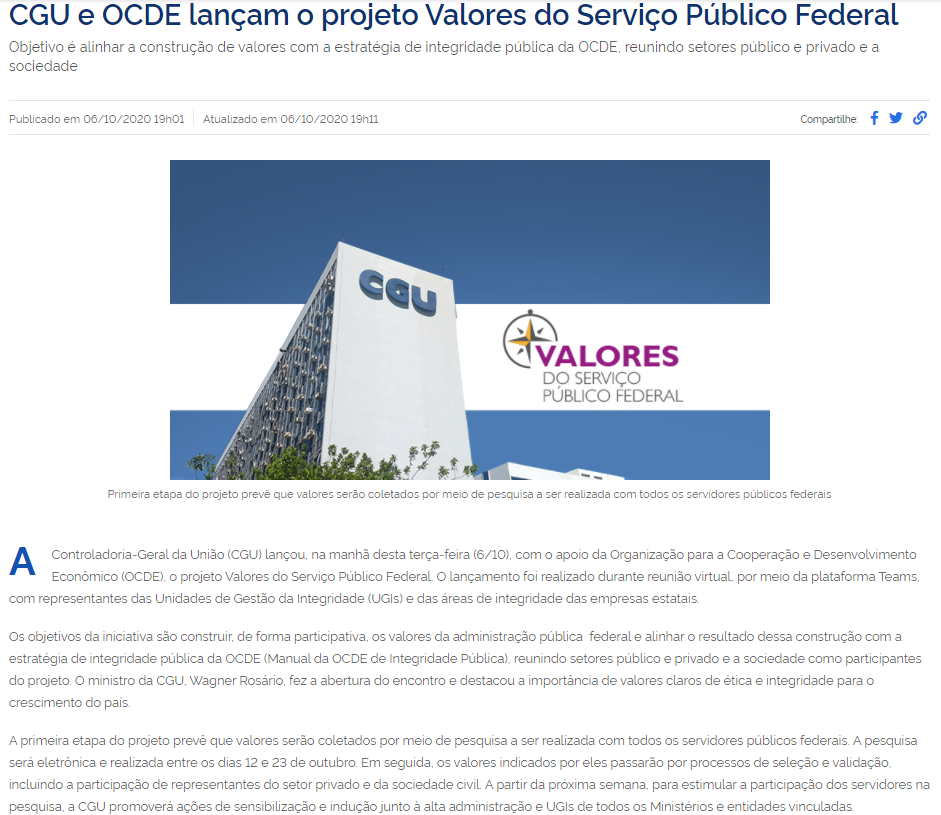 CGU e OCDE lançam o projeto Valores do Serviço Público Federal
Objetivo é alinhar a construção de valores com a estratégia de integridade pública da OCDE, reunindo setores público e privado e a
sociedade
Publicado em 06/10/2020 19h01 Atualizado em 06/10/2020 19h11 Compartilhe:
CGU
VALORES
DO SERVIÇO
PÚBLICO FEDERAL
Primeira etapa do projeto prevê que valores serão coletados por meio de pesquisa a ser realizada com todos os servidores públicos federais
A Controladoria-Geral da União (CGU) lançou, na manhã desta terça-feira (6/10), com o apoio da Organização para a Cooperação e Desenvolvimento
Econômico (OCDE), o projeto Valores do Serviço Público Federal. O lançamento foi realizado durante reunião virtual, por meio da plataforma Teams,
com representantes das Unidades de Gestão da Integridade (UGIs) e das áreas de integridade das empresas estatais.
Os objetivos da iniciativa são construir, de forma participativa, os valores da administração pública federal e alinhar o resultado dessa construção com a
estratégia de integridade pública da OCDE (Manual da OCDE de Integridade Pública), reunindo setores público e privado e a sociedade como participantes
do projeto. O ministro da CGU, Wagner Rosário, fez a abertura do encontro e destacou a importância de valores claros de ética e integridade para o
crescimento do país.
A primeira etapa do projeto prevê que valores serão coletados por meio de pesquisa a ser realizada com todos os servidores públicos federais. A pesquisa
será eletrônica e realizada entre os dias 12 e 23 de outubro. Em seguida, os valores indicados por eles passarão por processos de seleção e validação,
incluindo a participação de representantes do setor privado e da sociedade civil. A partir da próxima semana, para estimular a participação dos servidores na
pesquisa, a CGU promoverá ações de sensibilização e indução junto à alta administração e UGIs de todos os Ministérios e entidades vinculadas.